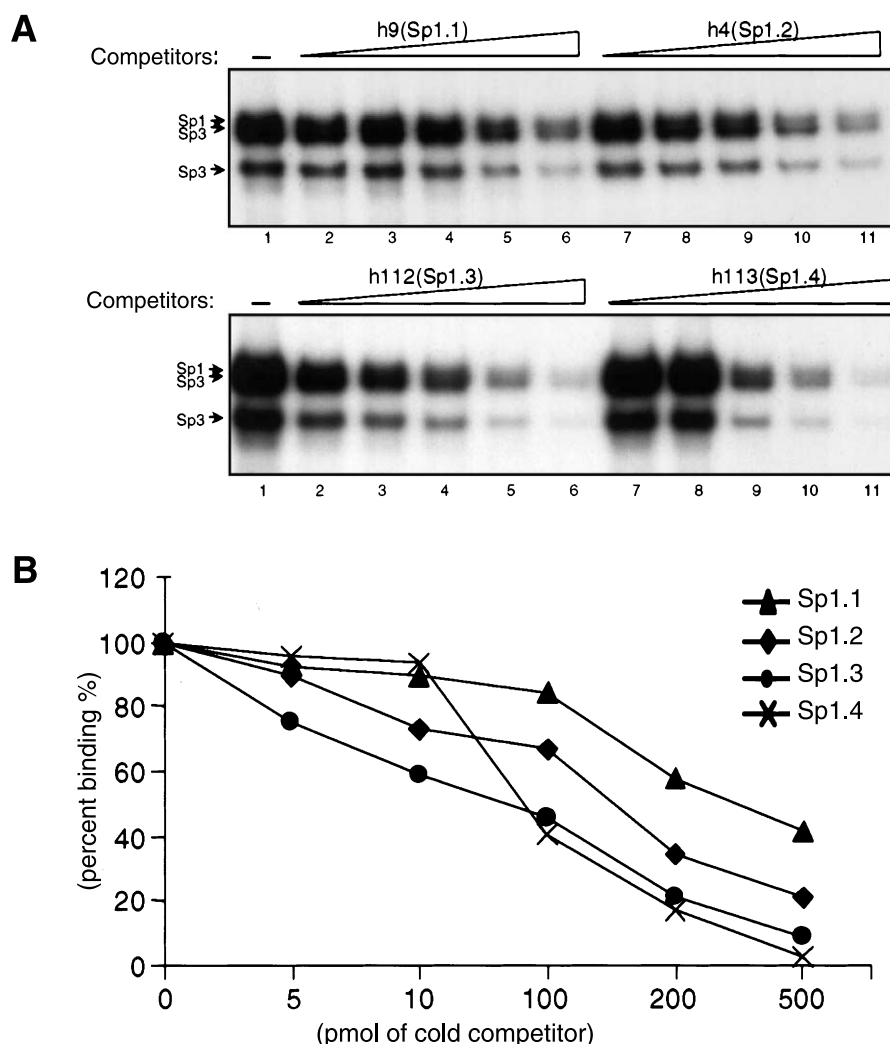 A
h9(Sp1.1) h4(Sp1.2)
Competitors: –
Sp1
Sp3
Sp3
1 2 3 4 5 6 7 8 9 10 11
h112(Sp1.3) h113(Sp1.4)
Competitors: –
Sp1
Sp3
Sp3
1 2 3 4 5 6 7 8 9 10 11
B
120
100
80
60
40
20
0
(percent binding %)
Sp1.1
Sp1.2
Sp1.3
Sp1.4
0 5 10 100 200 500
(pmol of cold competitor)